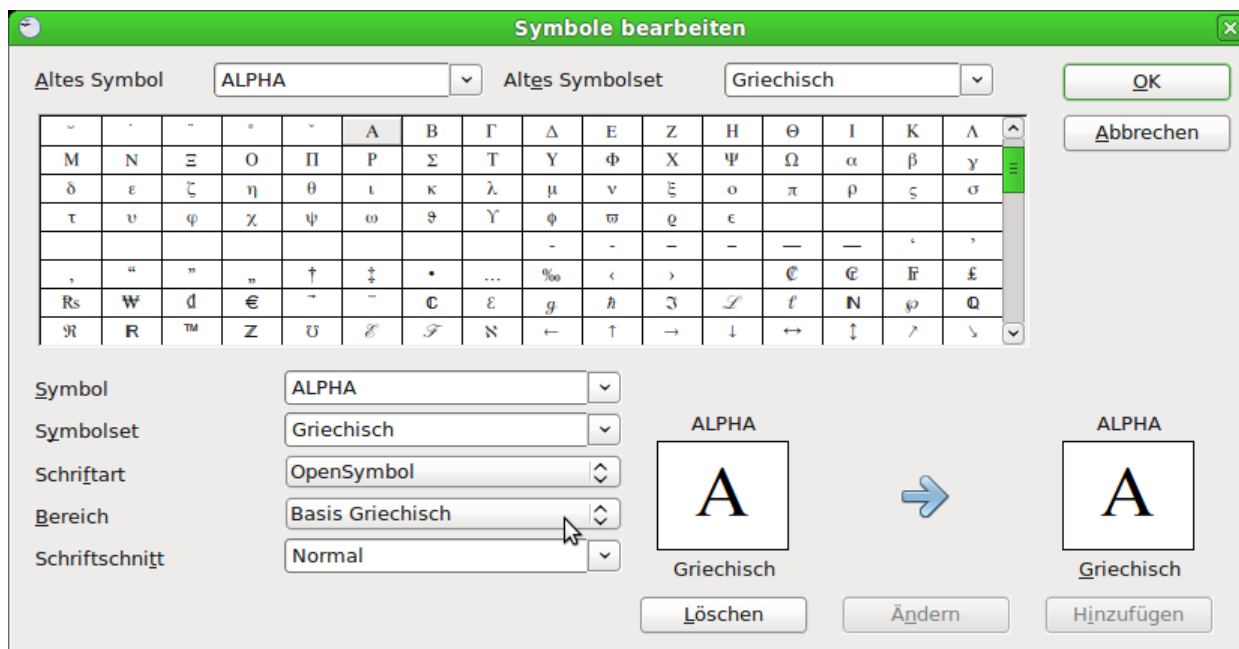 Symbole bearbeiten
Altes Symbol ALPHA Altes Symbolset Griechisch OK
Abbrechen
˘ ˙ ¨ ° ˇ Α Β Γ Δ Ε Ζ Η Θ Ι Κ Λ
Μ Ν Ξ Ο Π Ρ Σ Τ Υ Φ Χ Ψ Ω α β γ
δ ε ζ η θ ι κ λ μ ν ξ ο π ρ ς σ
τ υ φ χ ψ ω ϑ ϒ ϕ ϖ ϱ ϵ
- ‑ ‒ – — ― ‘ ’
‚ “ ” „ † ‡ • … ‰ ‹ › ₡ ₢ ₣ £
₨ ₩ đ € ⃗ ⃛ ℂ ℇ ℊ ℏ ℑ ℒ ℓ ℕ ℘ ℚ
ℜ ℝ ™ ℤ ℧ ℰ ℱ ℵ ← ↑ → ↓ ↔ ↕ ↗ ↘
Symbol ALPHA
Symbolset Griechisch
Schriftart OpenSymbol
Bereich Basis Griechisch
Schriftschnitt Normal
ALPHA ALPHA
Α Α
Griechisch Griechisch
Löschen Ändern Hinzufügen